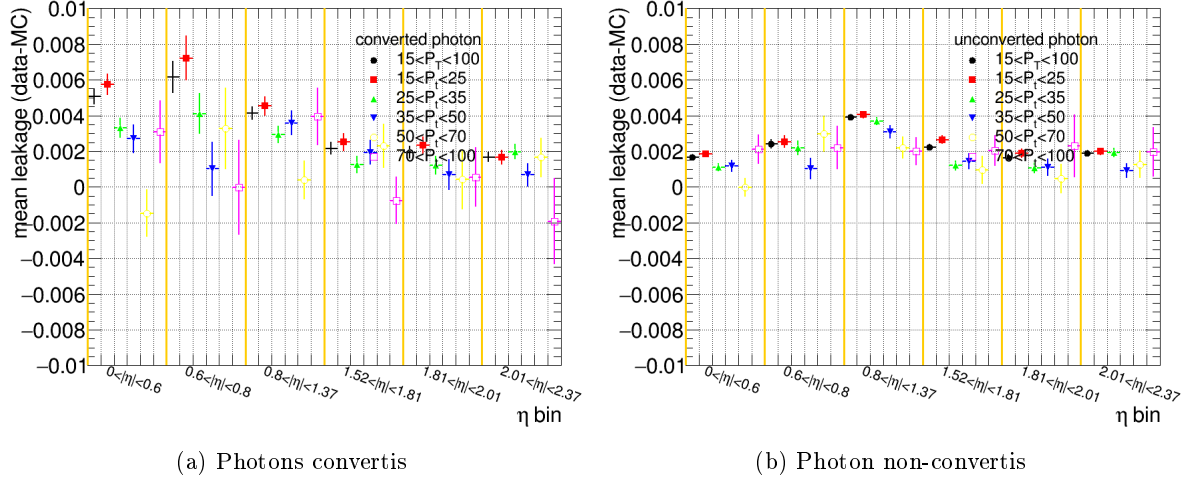 mean leakage (data-MC)
0.01
0.008
0.006
0.004
0.002
0
−0.002
−0.004
−0.006
−0.008
−0.01
converted photon
15<P_T<100
15<P_t<25
25<P_t<35
35<P_t<50
50<P_t<70
70<P_t<100
0<|η|<0.6
0.6<|η|<0.8
0.8<|η|<1.37
1.52<|η|<1.81
1.81<|η|<2.01
2.01<|η|<2.37
η bin
(a) Photons convertis
mean leakage (data-MC)
0.01
0.008
0.006
0.004
0.002
0
−0.002
−0.004
−0.006
−0.008
−0.01
unconverted photon
15<P_T<100
15<P_t<25
25<P_t<35
35<P_t<50
50<P_t<70
70<P_t<100
0<|η|<0.6
0.6<|η|<0.8
0.8<|η|<1.37
1.52<|η|<1.81
1.81<|η|<2.01
2.01<|η|<2.37
η bin
(b) Photon non-convertis